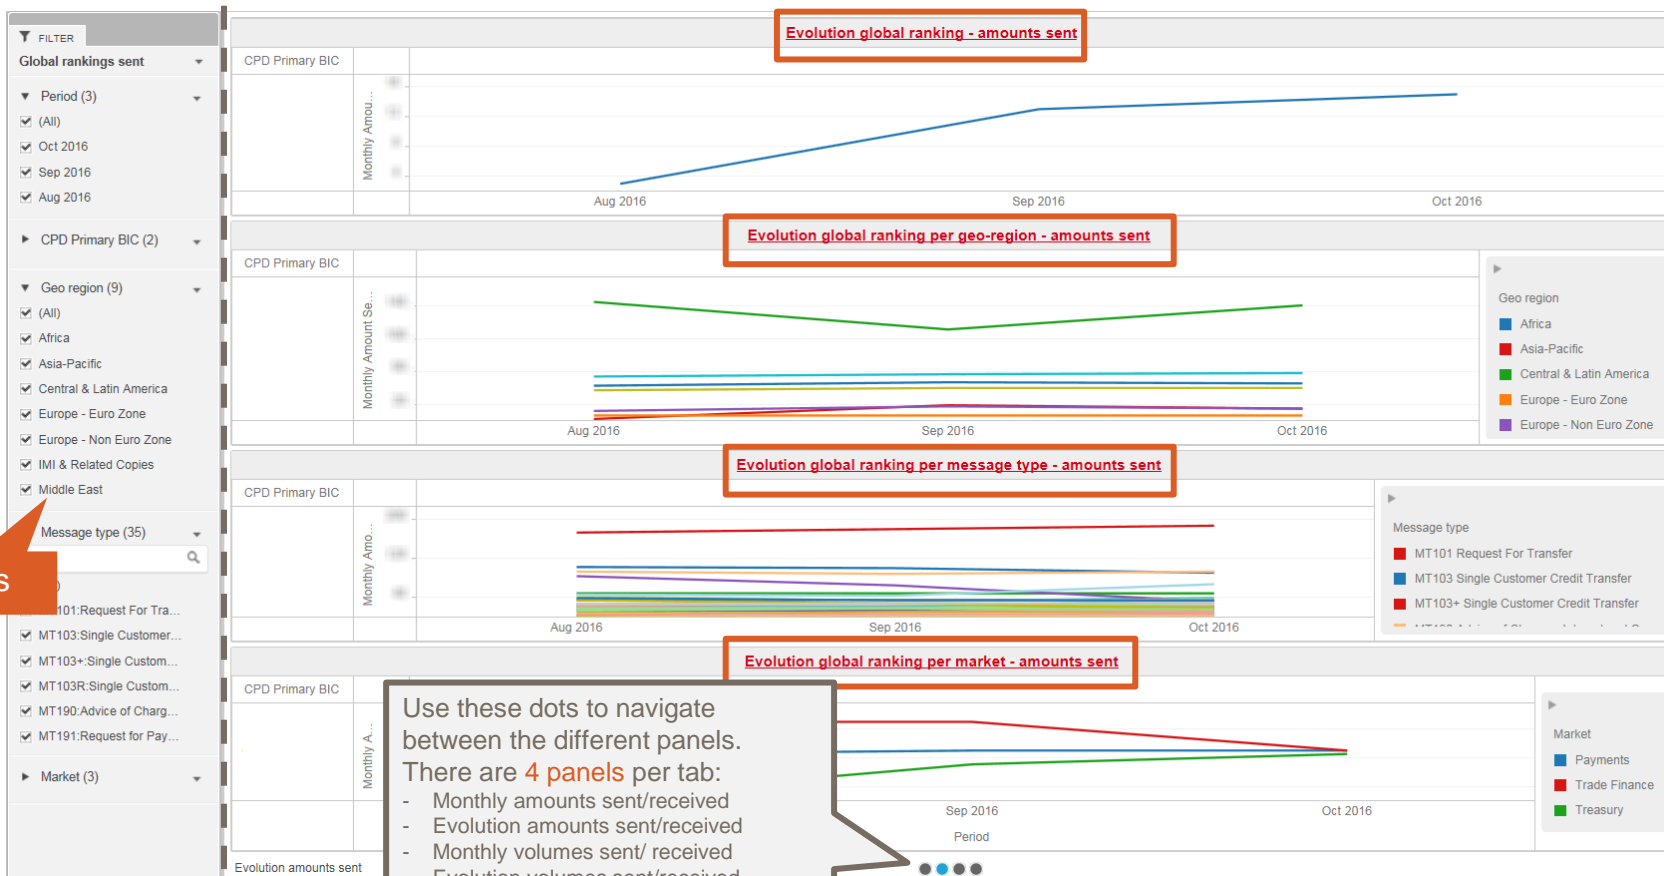 FILTER
Global rankings sent
Period (3)
(All)
Oct 2016
Sep 2016
Aug 2016
CPD Primary BIC (2)
Geo region (9)
(All)
Africa
Asia-Pacific
Central & Latin America
Europe - Euro Zone
Europe - Non Euro Zone
IMI & Related Copies
Middle East
Message type (35)
s
101:Request For Tra...
MT103:Single Customer...
MT103+:Single Custom...
MT103R:Single Custom...
MT190:Advice of Charg...
MT191:Request for Pay...
Market (3)
Evolution global ranking - amounts sent
CPD Primary BIC
Monthly Amou...
Aug 2016
Sep 2016
Oct 2016
Evolution global ranking per geo-region - amounts sent
CPD Primary BIC
Monthly Amount Se...
Aug 2016
Sep 2016
Oct 2016
Geo region
Africa
Asia-Pacific
Central & Latin America
Europe - Euro Zone
Europe - Non Euro Zone
Evolution global ranking per message type - amounts sent
CPD Primary BIC
Monthly Amo...
Aug 2016
Sep 2016
Oct 2016
Message type
MT101 Request For Transfer
MT103 Single Customer Credit Transfer
MT103+ Single Customer Credit Transfer
Evolution global ranking per market - amounts sent
CPD Primary BIC
Monthly A...
Sep 2016
Oct 2016
Period
Market
Payments
Trade Finance
Treasury
Use these dots to navigate
between the different panels.
There are 4 panels per tab:
- Monthly amounts sent/received
- Evolution amounts sent/received
- Monthly volumes sent/ received
- Evolution volumes sent/received
Evolution amounts sent